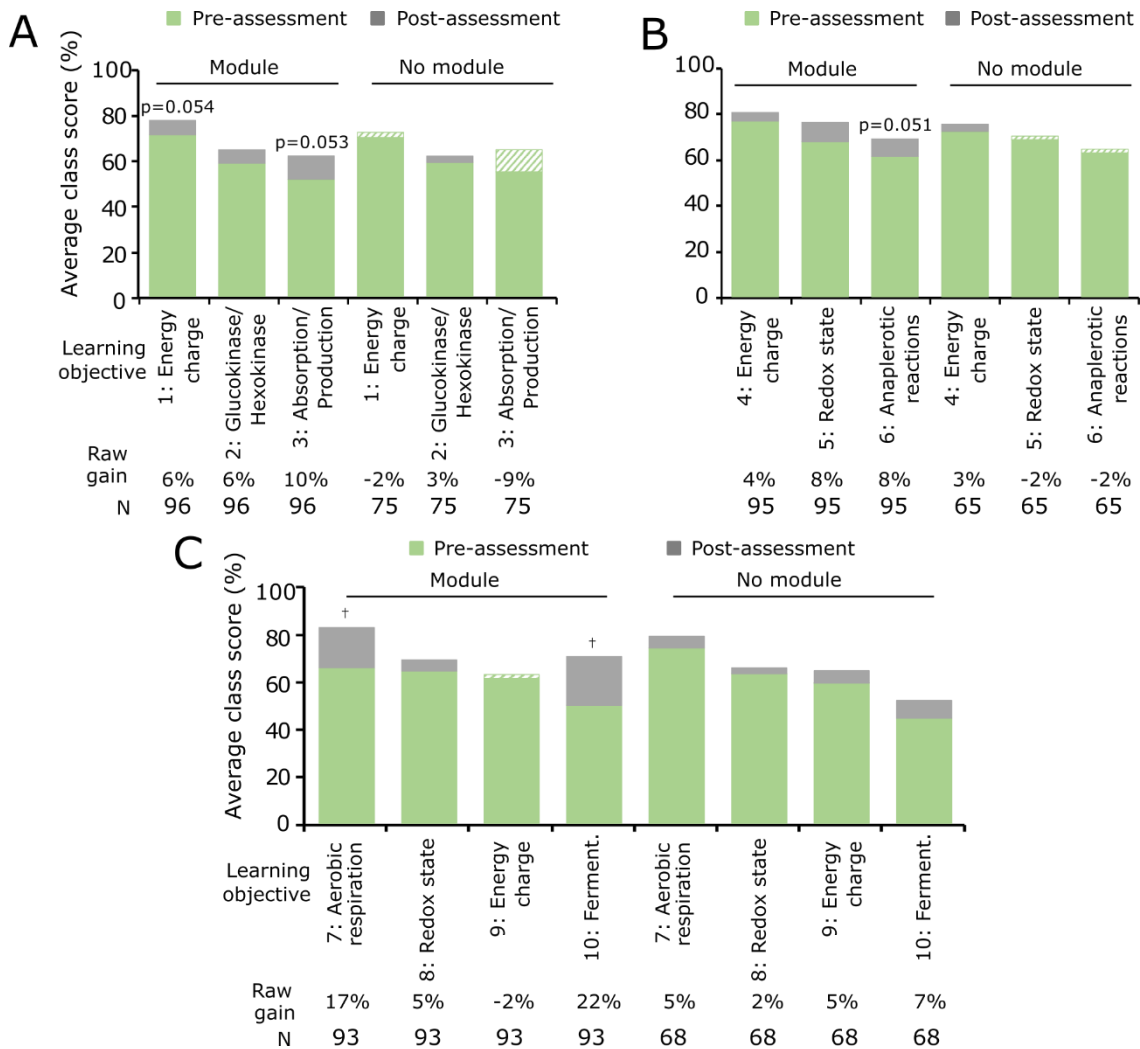 A
Pre-assessment Post-assessment
Module No module
Average class score (%)
100
80
60
40
20
0
p=0.054
p=0.053
Learning
objective
1: Energy
charge
2: Glucokinase/
Hexokinase
3: Absorption/
Production
1: Energy
charge
2: Glucokinase/
Hexokinase
3: Absorption/
Production
Raw
gain
6% 6% 10% -2% 3% -9%
N 96 96 96 75 75 75
B
Pre-assessment Post-assessment
Module No module
100
80
60
40
20
0
p=0.051
4: Energy
charge
5: Redox state
6: Anaplerotic
reactions
4: Energy
charge
5: Redox state
6: Anaplerotic
reactions
4% 8% 8% 3% -2% -2%
95 95 95 65 65 65
C
Pre-assessment Post-assessment
Module No module
Average class score (%)
100
80
60
40
20
0
†
†
Learning
objective
7: Aerobic
respiration
8: Redox state
9: Energy
charge
10: Ferment.
7: Aerobic
respiration
8: Redox state
9: Energy
charge
10: Ferment.
Raw
gain
17% 5% -2% 22% 5% 2% 5% 7%
N 93 93 93 93 68 68 68 68